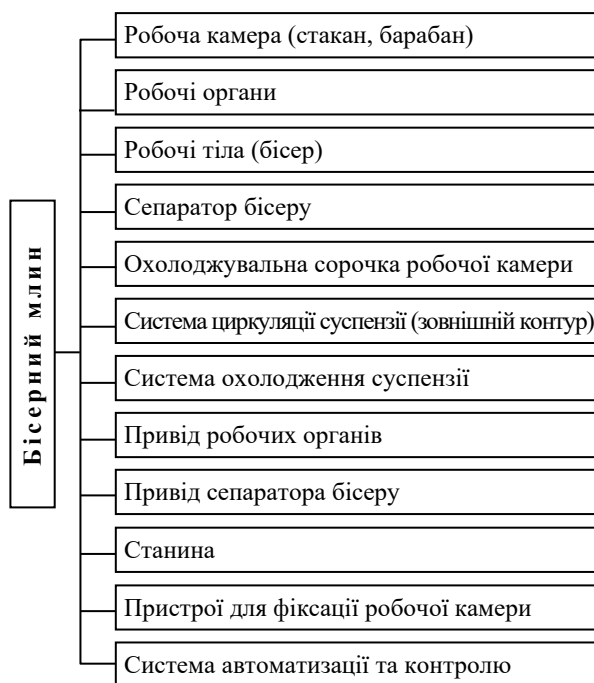 Бісерний млин
Робоча камера (стакан, барабан)
Робочі органи
Робочі тіла (бісер)
Сепаратор бісеру
Охолоджувальна сорочка робочої камери
Система циркуляції суспензії (зовнішній контур)
Система охолодження суспензії
Привід робочих органів
Привід сепаратора бісеру
Станина
Пристрої для фіксації робочої камери
Система автоматизації та контролю